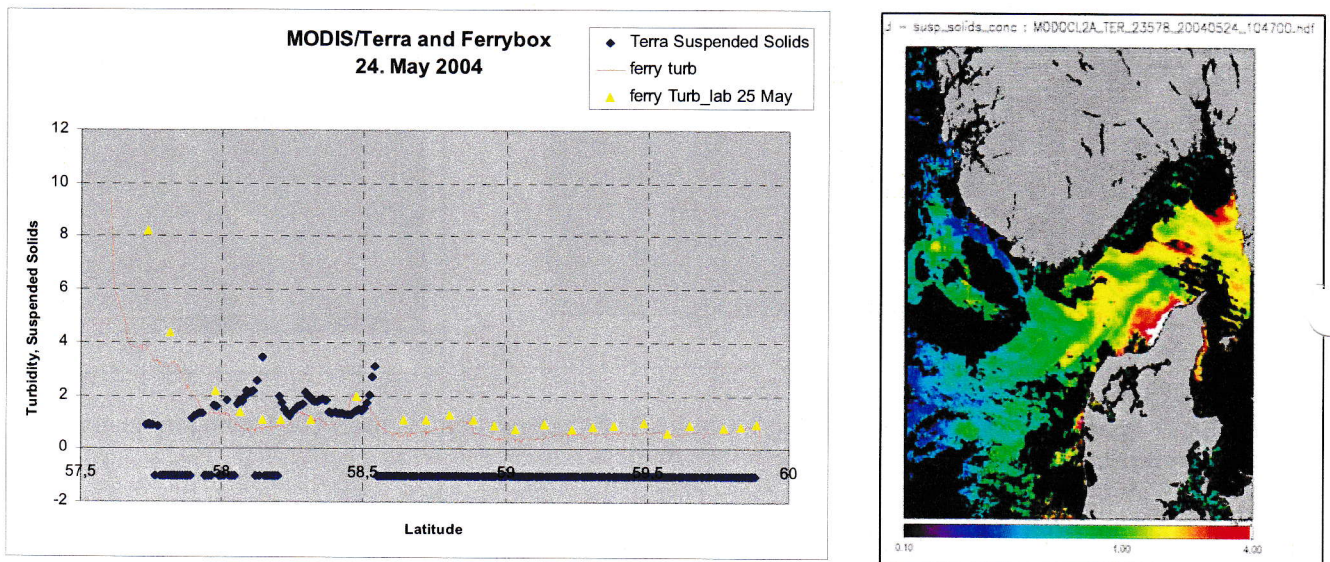 MODIS/Terra and Ferrybox
24. May 2004
Terra Suspended Solids
ferry turb
ferry Turb_lab 25 May
Turbidity, Suspended Solids
12
10
8
6
4
2
0
-2
57,5
58
58,5
59
59,5
60
Latitude
- susp_solids_conc : MODOCL2A_TER_23578_20040524_104700.hdf
0.10
1.00
4.00